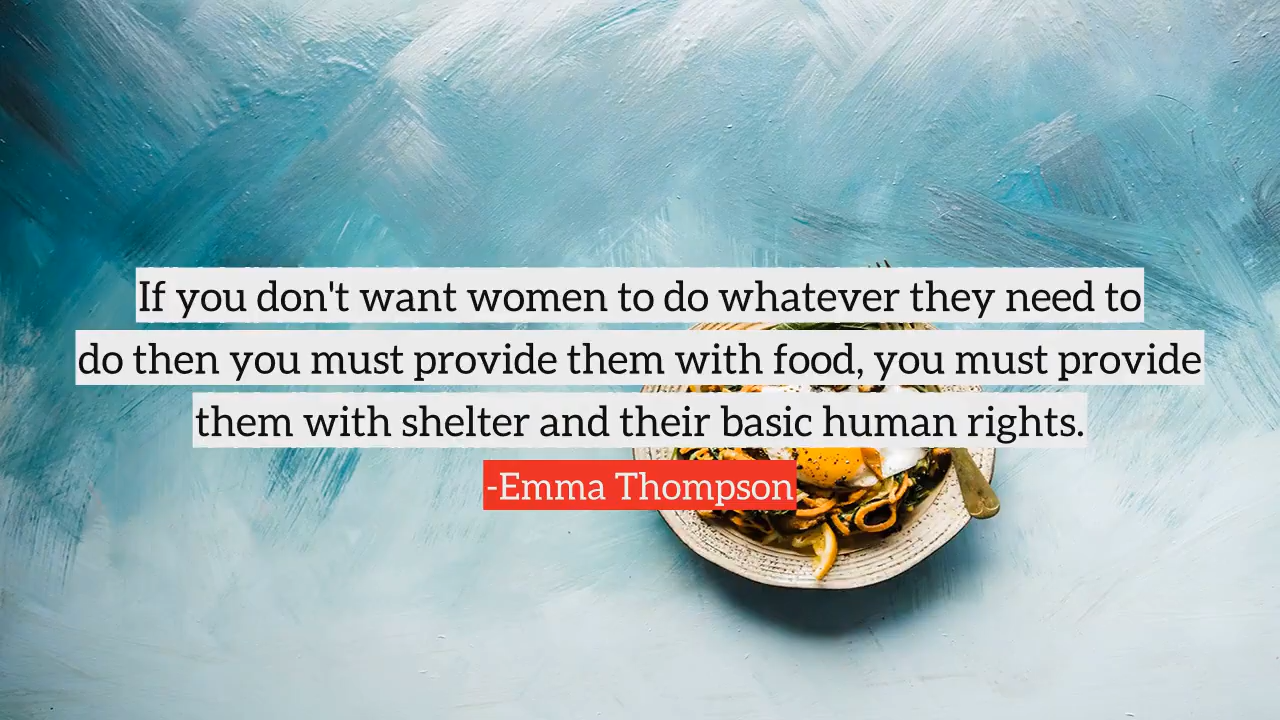 If you don't want women to do whatever they need to
do then you must provide them with food, you must provide
them with shelter and their basic human rights.
-Emma Thompson